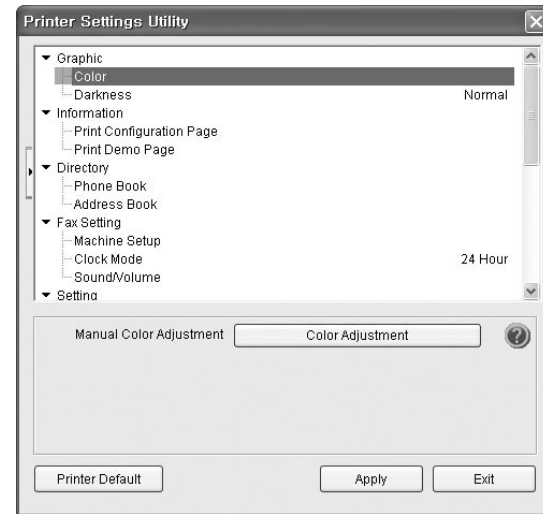 Printer Settings Utility
Graphic
Color
Darkness Normal
Information
Print Configuration Page
Print Demo Page
Directory
Phone Book
Address Book
Fax Setting
Machine Setup
Clock Mode 24 Hour
Sound/Volume
Setting
Manual Color Adjustment Color Adjustment ?
Printer Default Apply Exit